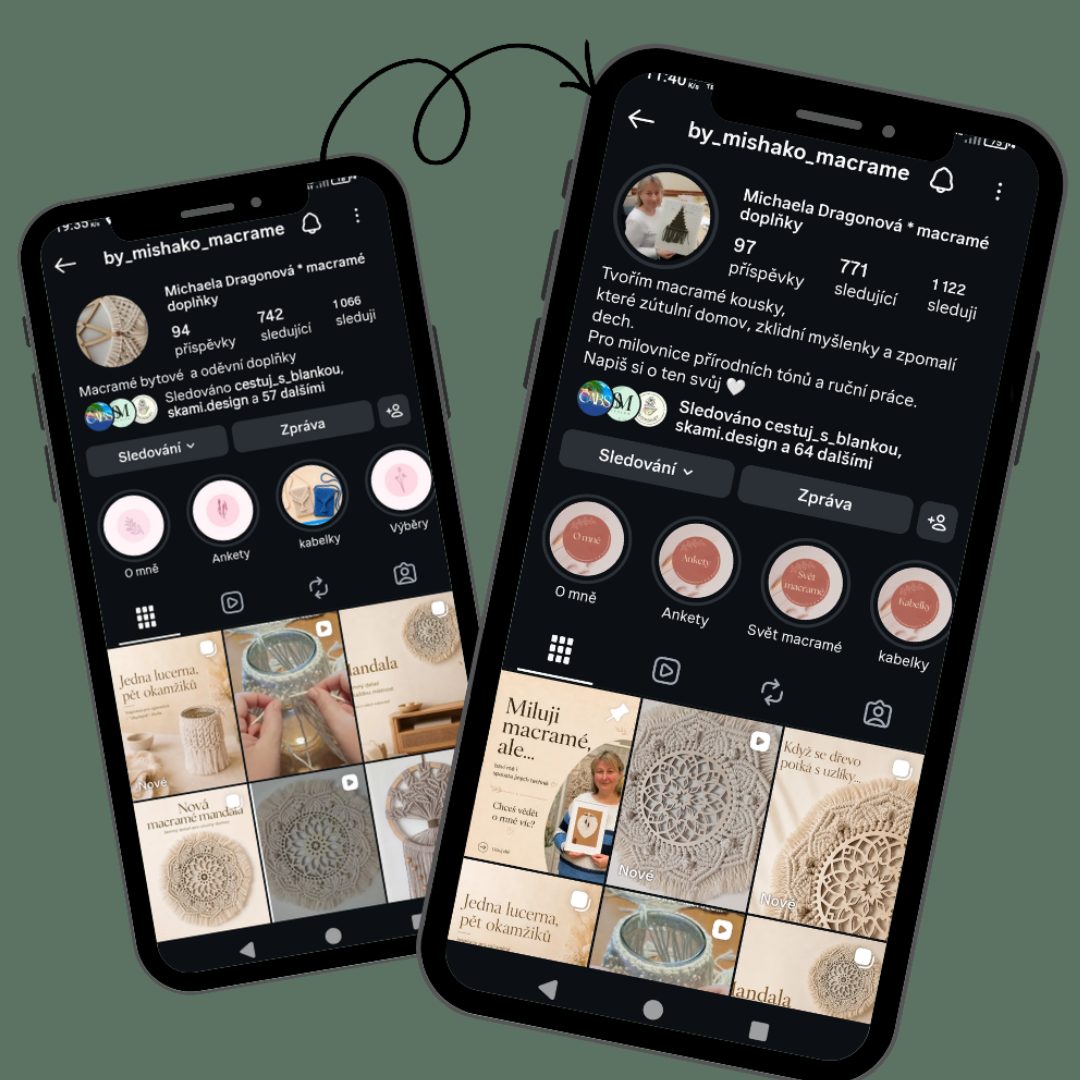 19:35 K/s
by_mishako_macrame
Michaela Dragonová * macramé
doplňky
94
příspěvky
742
sledující
1 066
sleduji
Macramé bytové a oděvní doplňky
Sledováno cestuj_s_blankou,
skami.design a 57 dalšími
Sledování
Zpráva
O mně
Ankety
kabelky
Výběry
Jedna lucerna,
pět okamžiků
Nové
Mandala
Nová
macramé mandala
11:40 K/s
by_mishako_macrame
Michaela Dragonová * macramé
doplňky
97
příspěvky
771
sledující
1 122
sleduji
Tvořím macramé kousky,
které zútulní domov, zklidní myšlenky a zpomalí
dech.
Pro milovnice přírodních tónů a ruční práce.
Napiš si o ten svůj 🤍
Sledováno cestuj_s_blankou,
skami.design a 64 dalšími
Sledování
Zpráva
O mně
Ankety
Svět
macramé
Kabelky
O mně
Ankety
Svět macramé
kabelky
Miluji
macramé,
ale...
Chceš vědět
o mně víc?
Nové
Když se dřevo
potká s uzlíky...
Nové
Jedna lucerna,
pět okamžiků
Mandala